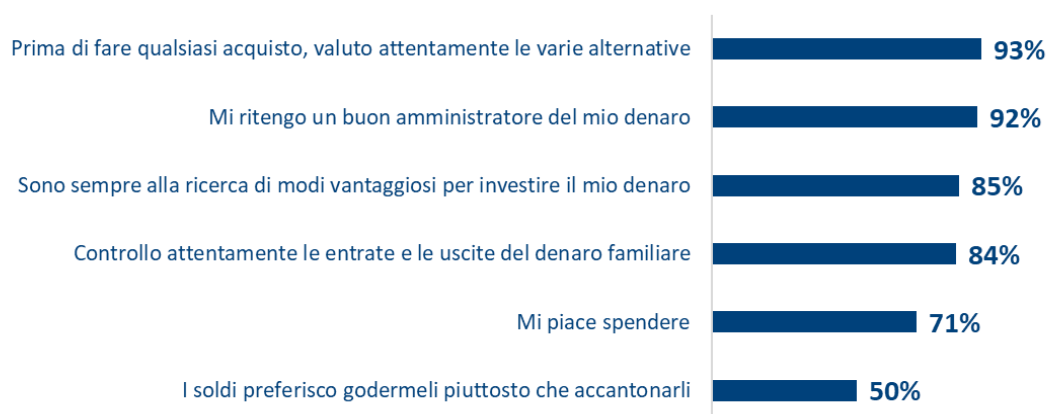 Prima di fare qualsiasi acquisto, valuto attentamente le varie alternative 93%
Mi ritengo un buon amministratore del mio denaro 92%
Sono sempre alla ricerca di modi vantaggiosi per investire il mio denaro 85%
Controllo attentamente le entrate e le uscite del denaro familiare 84%
Mi piace spendere 71%
I soldi preferisco godermeli piuttosto che accantonarli 50%